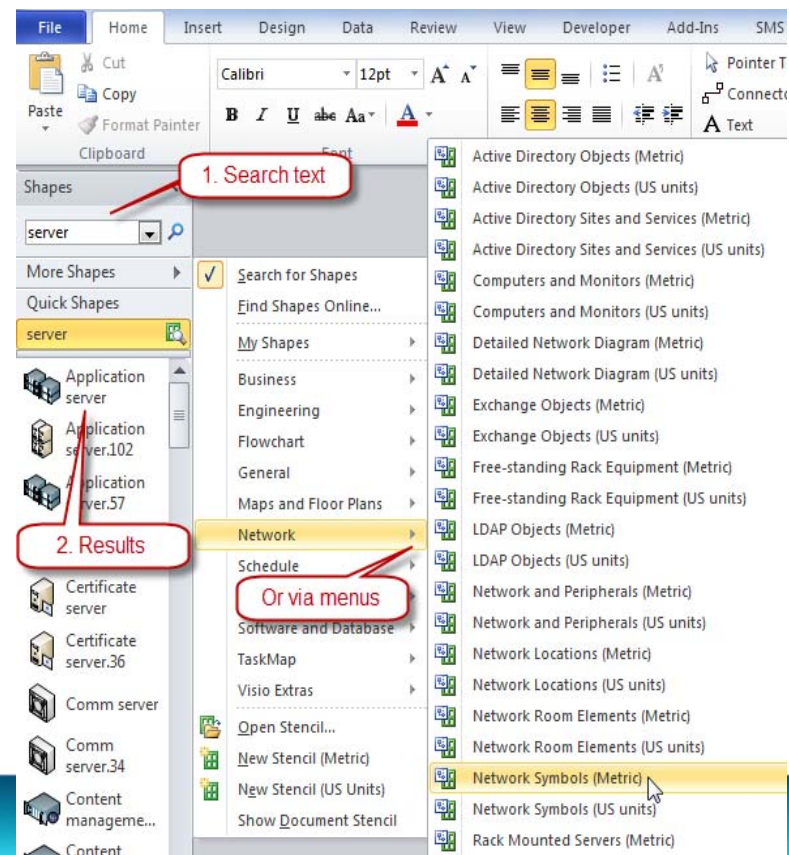 File Home Insert Design Data Review View Developer Add-Ins SMS
Cut
Copy
Format Painter
Paste
Clipboard
Calibri 12pt A A
B I U abc Aa A
Font
Pointer T
Connecto
A Text
1. Search text
Shapes
server
More Shapes
Quick Shapes
server
Application
server
Application
server.102
Application
rver.57
2. Results
Certificate
server
Certificate
server.36
Comm server
Comm
server.34
Content
manageme...
Content
Search for Shapes
Find Shapes Online...
My Shapes
Business
Engineering
Flowchart
General
Maps and Floor Plans
Network
Schedule
Or via menus
Software and Database
TaskMap
Visio Extras
Open Stencil...
New Stencil (Metric)
New Stencil (US Units)
Show Document Stencil
Active Directory Objects (Metric)
Active Directory Objects (US units)
Active Directory Sites and Services (Metric)
Active Directory Sites and Services (US units)
Computers and Monitors (Metric)
Computers and Monitors (US units)
Detailed Network Diagram (Metric)
Detailed Network Diagram (US units)
Exchange Objects (Metric)
Exchange Objects (US units)
Free-standing Rack Equipment (Metric)
Free-standing Rack Equipment (US units)
LDAP Objects (Metric)
LDAP Objects (US units)
Network and Peripherals (Metric)
Network and Peripherals (US units)
Network Locations (Metric)
Network Locations (US units)
Network Room Elements (Metric)
Network Room Elements (US units)
Network Symbols (Metric)
Network Symbols (US units)
Rack Mounted Servers (Metric)